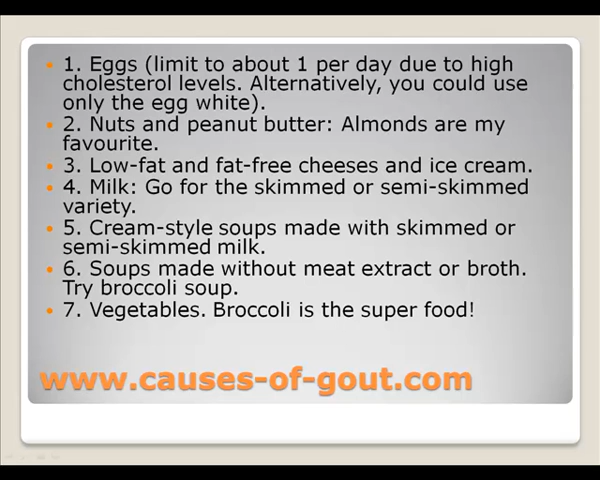 1. Eggs (limit to about 1 per day due to high
cholesterol levels. Alternatively, you could use
only the egg white).
2. Nuts and peanut butter: Almonds are my
favourite.
3. Low-fat and fat-free cheeses and ice cream.
4. Milk: Go for the skimmed or semi-skimmed
variety.
5. Cream-style soups made with skimmed or
semi-skimmed milk.
6. Soups made without meat extract or broth.
Try broccoli soup.
7. Vegetables. Broccoli is the super food!
www.causes-of-gout.com